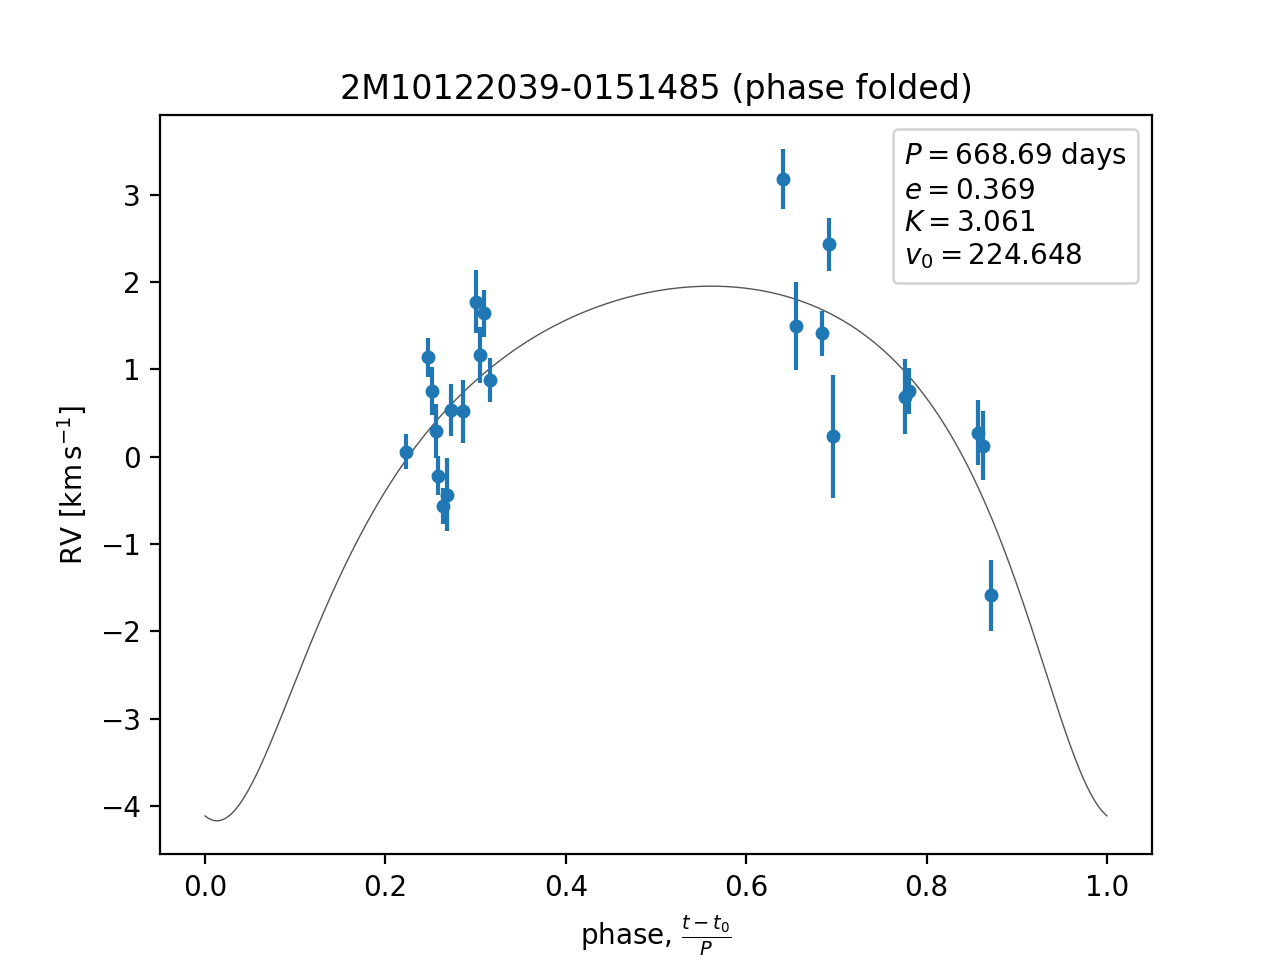 2M10122039-0151485 (phase folded)
P = 668.69 days
e = 0.369
K = 3.061
v₀ = 224.648
RV [km s⁻¹]
3
2
1
0
−1
−2
−3
−4
0.0 0.2 0.4 0.6 0.8 1.0
phase, (t − t₀)/P